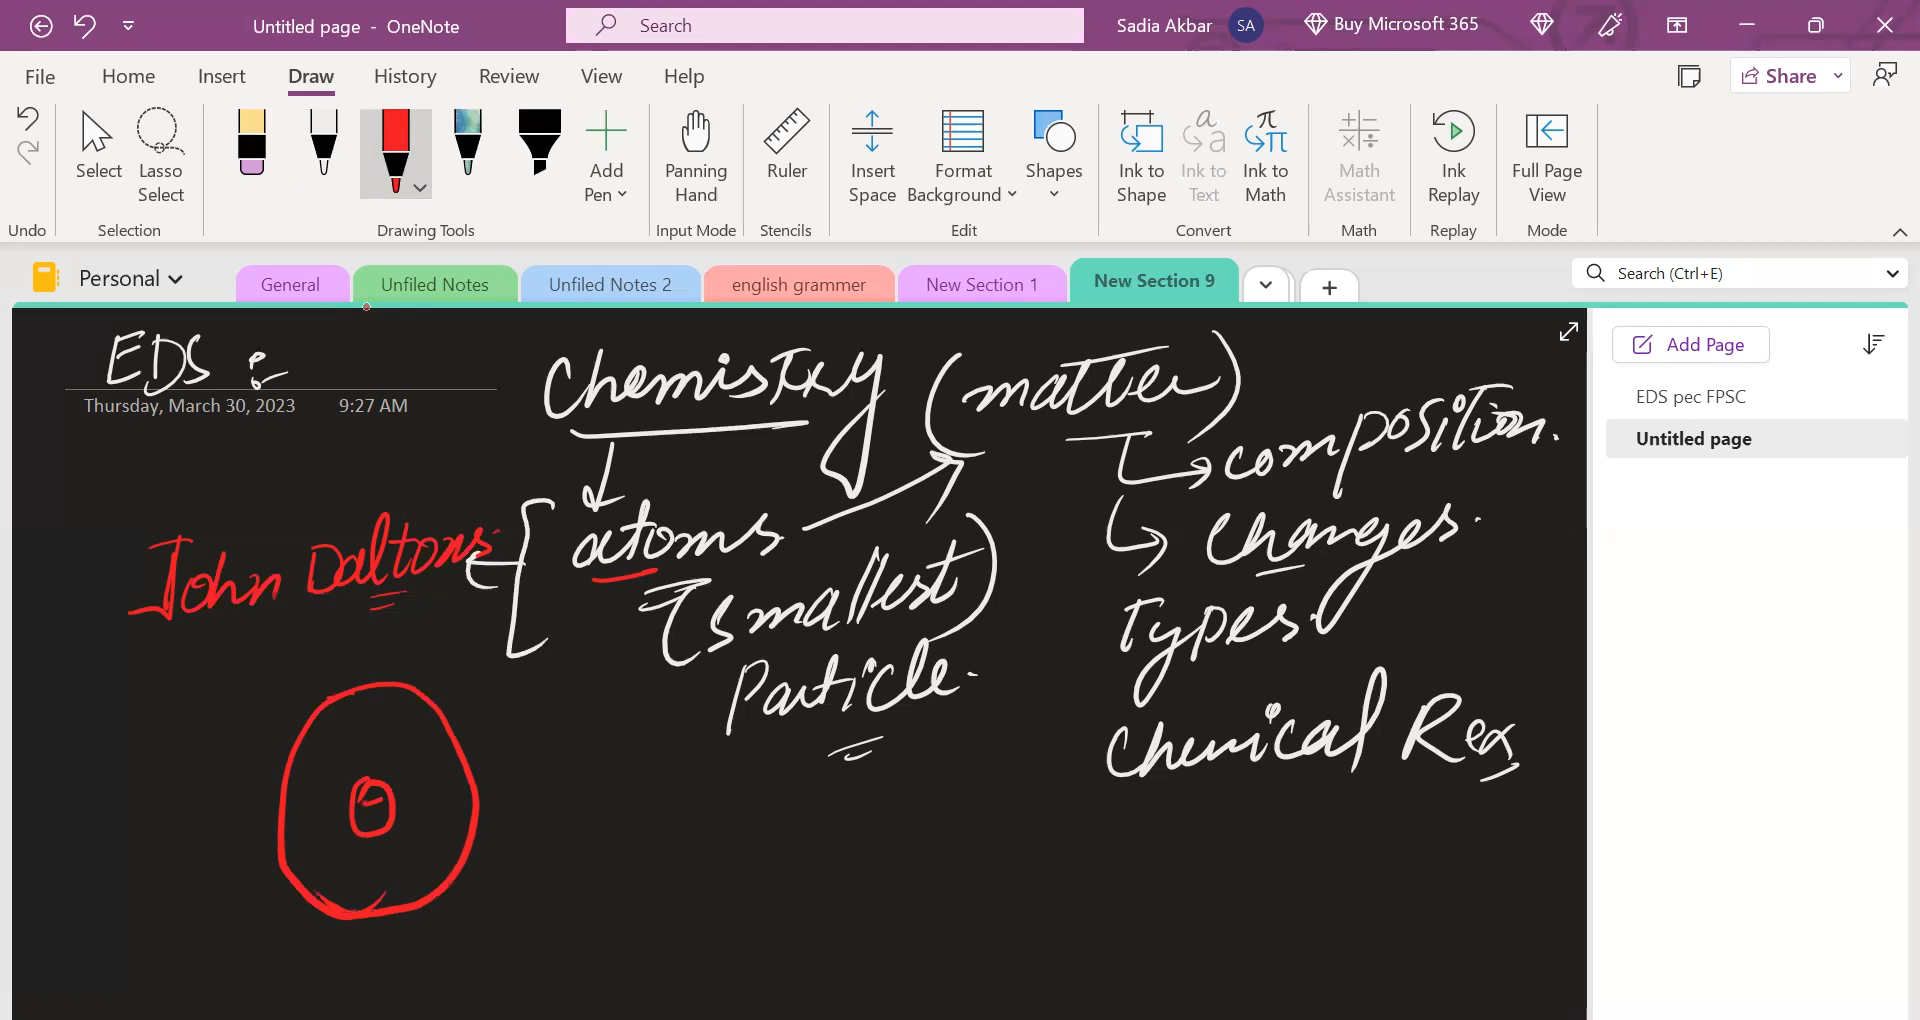 Untitled page - OneNote
Search
Sadia Akbar SA
Buy Microsoft 365
File Home Insert Draw History Review View Help
Share
Select
Lasso Select
Add Pen
Panning Hand
Ruler
Insert Space
Format Background
Shapes
Ink to Shape
Ink to Text
Ink to Math
Math Assistant
Ink Replay
Full Page View
Undo Selection Drawing Tools Input Mode Stencils Edit Convert Math Replay Mode
Personal General Unfiled Notes Unfiled Notes 2 english grammer New Section 1 New Section 9 +
Search (Ctrl+E)
Add Page
EDS pec FPSC
Untitled page
EDS :-
Thursday, March 30, 2023 9:27 AM
Chemistry (matter)
composition.
changes.
Types.
Chemical Rex
atoms
(smallest)
Particle.
John Daltons